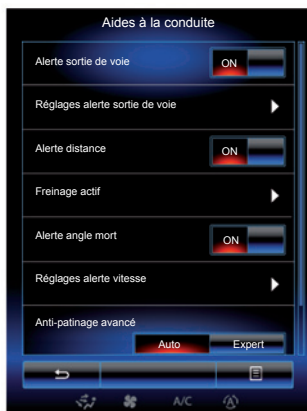 Aides à la conduite
Alerte sortie de voie ON
Réglages alerte sortie de voie
Alerte distance ON
Freinage actif
Alerte angle mort ON
Réglages alerte vitesse
Anti-patinage avancé
Auto Expert
A/C
A